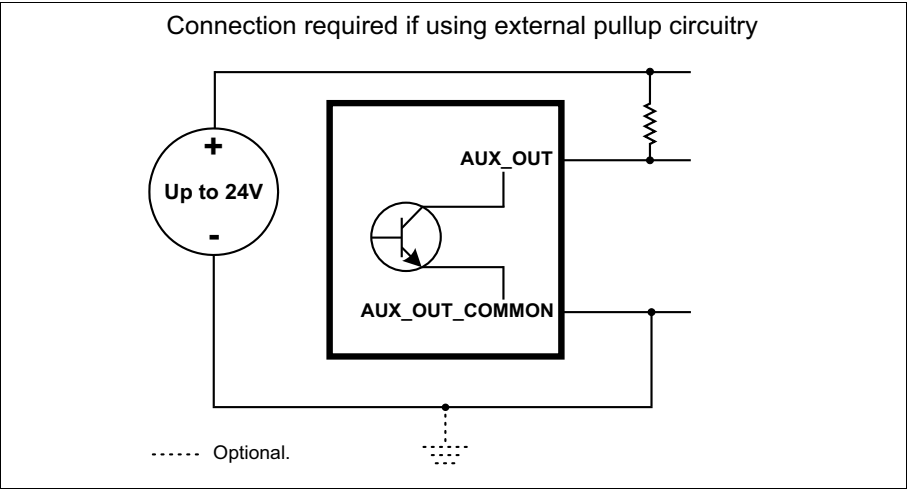 Connection required if using external pullup circuitry
+
Up to 24V
-
AUX_OUT
AUX_OUT_COMMON
Optional.